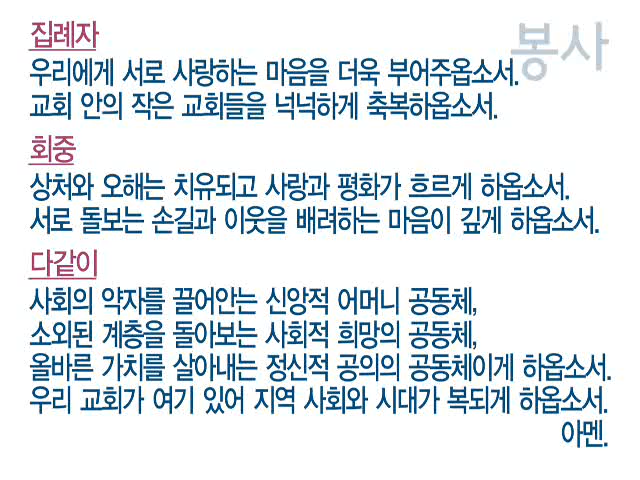 봉사
집례자
우리에게 서로 사랑하는 마음을 더욱 부어주옵소서.
교회 안의 작은 교회들을 넉넉하게 축복하옵소서.
회중
상처와 오해는 치유되고 사랑과 평화가 흐르게 하옵소서.
서로 돌보는 손길과 이웃을 배려하는 마음이 깊게 하옵소서.
다같이
사회의 약자를 끌어안는 신앙적 어머니 공동체,
소외된 계층을 돌아보는 사회적 희망의 공동체,
올바른 가치를 살아내는 정신적 공의의 공동체이게 하옵소서.
우리 교회가 여기 있어 지역 사회와 시대가 복되게 하옵소서.
아멘.